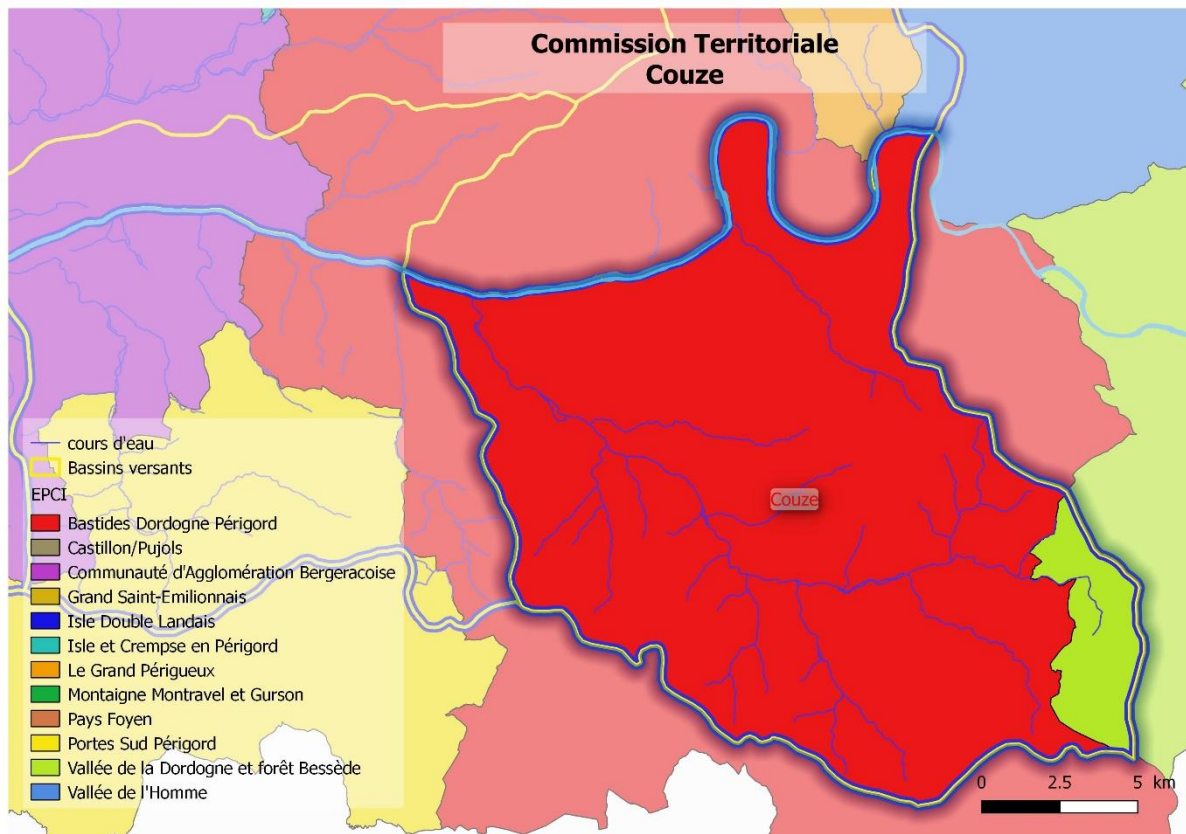 Commission Territoriale
Couze
cours d'eau
Bassins versants
EPCI
Bastides Dordogne Périgord
Castillon/Pujols
Communauté d'Agglomération Bergeracoise
Grand Saint-Emilionnais
Isle Double Landais
Isle et Crempse en Périgord
Le Grand Périgueux
Montaigne Montravel et Gurson
Pays Foyen
Portes Sud Périgord
Vallée de la Dordogne et forêt Bessède
Vallée de l'Homme
Couze
0 2.5 5 km